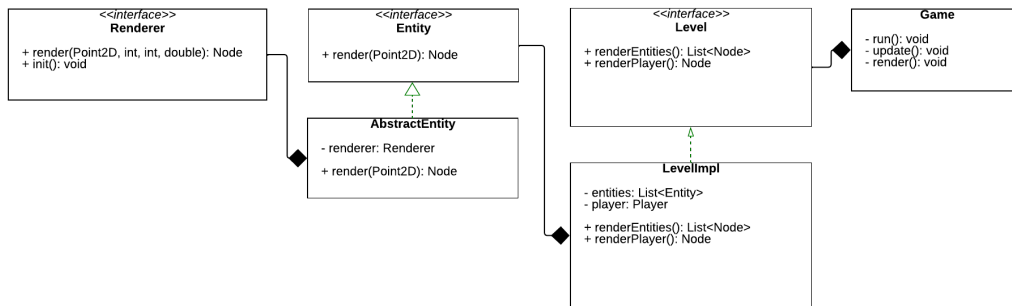 <<interface>>
Renderer
+ render(Point2D, int, int, double): Node
+ init(): void
<<interface>>
Entity
+ render(Point2D): Node
AbstractEntity
- renderer: Renderer
+ render(Point2D): Node
<<interface>>
Level
+ renderEntities(): List<Node>
+ renderPlayer(): Node
LevelImpl
- entities: List<Entity>
- player: Player
+ renderEntities(): List<Node>
+ renderPlayer(): Node
Game
- run(): void
- update(): void
- render(): void